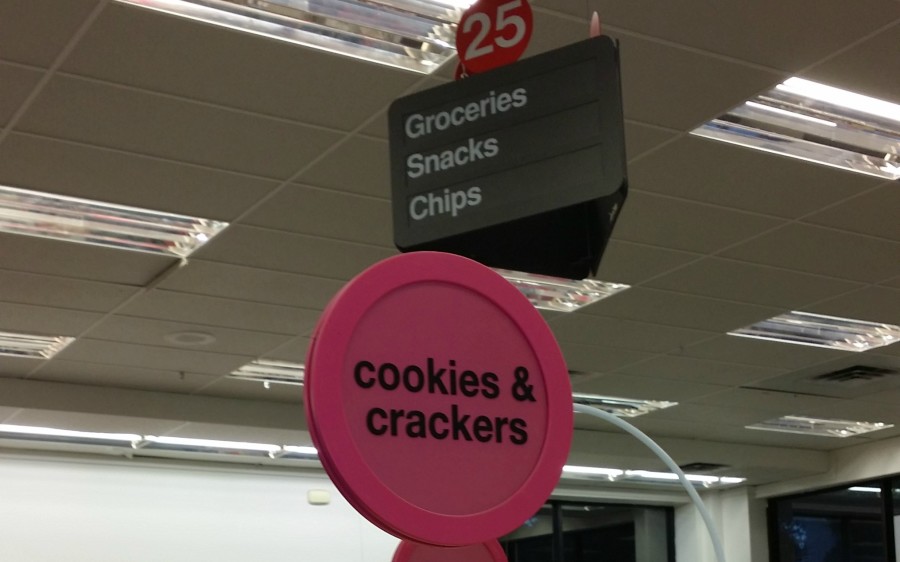 25
Groceries
Snacks
Chips
cookies &
crackers